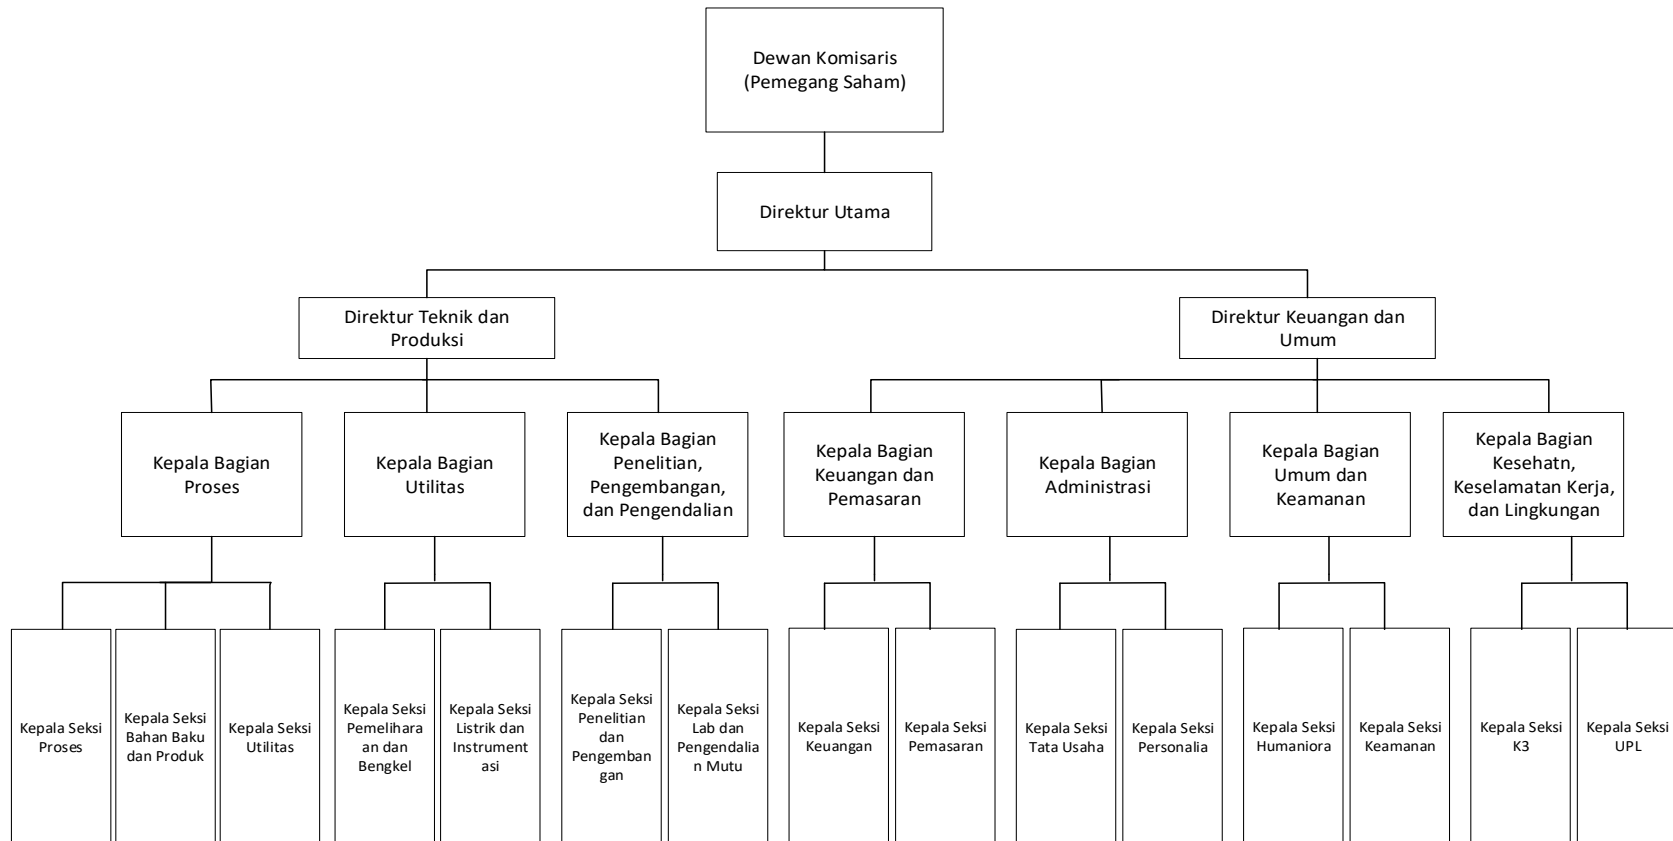 Dewan Komisaris
(Pemegang Saham)
Direktur Utama
Direktur Teknik dan
Produksi
Direktur Keuangan dan
Umum
Kepala Bagian
Proses
Kepala Bagian
Utilitas
Kepala Bagian
Penelitian,
Pengembangan,
dan Pengendalian
Kepala Bagian
Keuangan dan
Pemasaran
Kepala Bagian
Administrasi
Kepala Bagian
Umum dan
Keamanan
Kepala Bagian
Kesehatn,
Keselamatan Kerja,
dan Lingkungan
Kepala Seksi
Proses
Kepala Seksi
Bahan Baku
dan Produk
Kepala Seksi
Utilitas
Kepala Seksi
Pemelihara
an dan
Bengkel
Kepala Seksi
Listrik dan
Instrument
asi
Kepala Seksi
Penelitian
dan
Pengemban
gan
Kepala Seksi
Lab dan
Pengendalia
n Mutu
Kepala Seksi
Keuangan
Kepala Seksi
Pemasaran
Kepala Seksi
Tata Usaha
Kepala Seksi
Personalia
Kepala Seksi
Humaniora
Kepala Seksi
Keamanan
Kepala Seksi
K3
Kepala Seksi
UPL